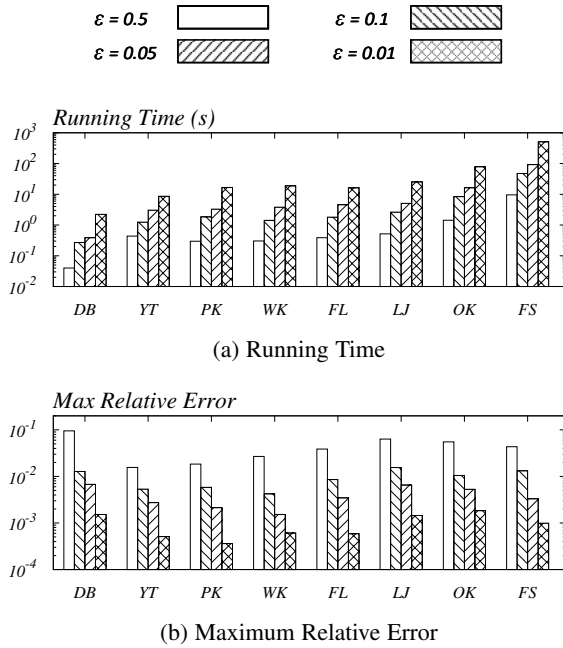 ε = 0.5 ε = 0.1
ε = 0.05 ε = 0.01
Running Time (s)
10^3
10^2
10^1
10^0
10^-1
10^-2
DB YT PK WK FL LJ OK FS
(a) Running Time
Max Relative Error
10^-1
10^-2
10^-3
10^-4
DB YT PK WK FL LJ OK FS
(b) Maximum Relative Error